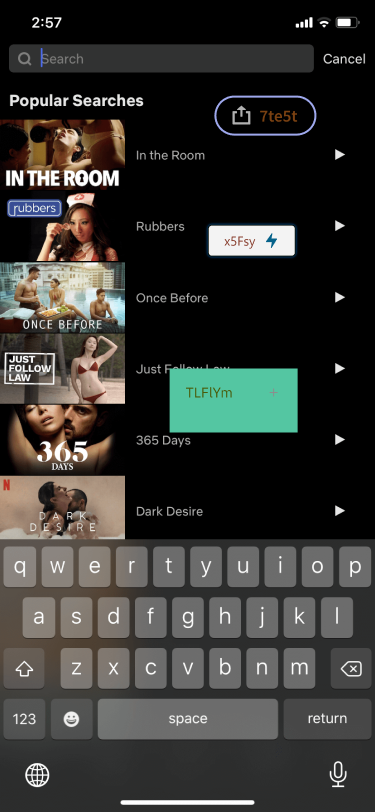 2:57
Search
Cancel
Popular Searches
7te5t
IN THE ROOM
In the Room
rubbers
Rubbers
x5Fsy
ONCE BEFORE
Once Before
JUST
FOLLOW
LAW
Just Follow Law
TLFlYm
365
DAYS
365 Days
N
DARK
DESIRE
Dark Desire
q w e r t y u i o p
a s d f g h j k l
z x c v b n m
123
space
return